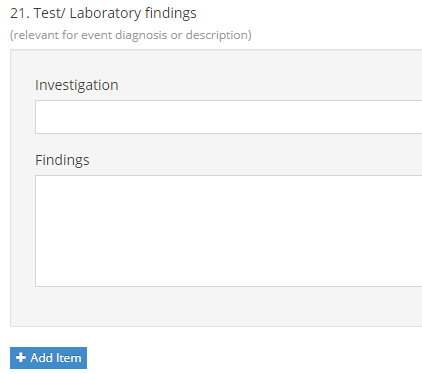 21. Test/ Laboratory findings
(relevant for event diagnosis or description)
Investigation
Findings
+ Add Item